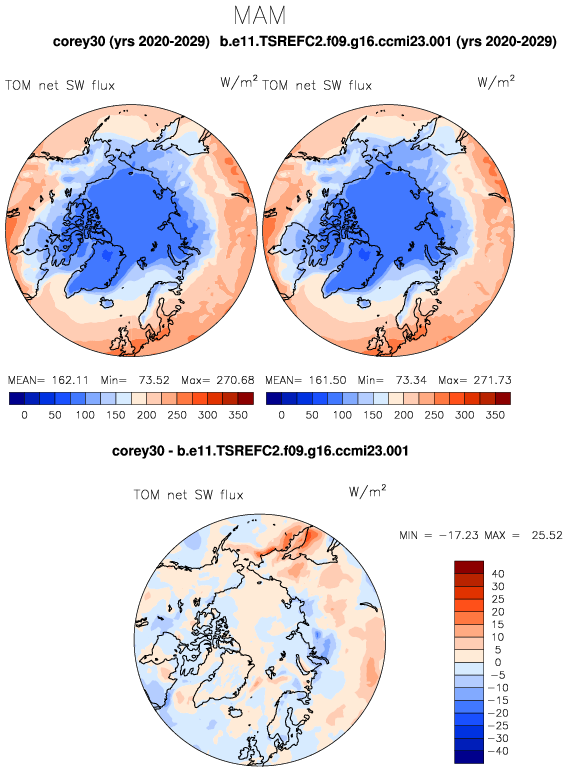 MAM
corey30 (yrs 2020-2029) b.e11.TSREFC2.f09.g16.ccmi23.001 (yrs 2020-2029)
TOM net SW flux W/m² TOM net SW flux W/m²
MEAN= 162.11 Min= 73.52 Max= 270.68 MEAN= 161.50 Min= 73.34 Max= 271.73
0 50 100 150 200 250 300 350 0 50 100 150 200 250 300 350
corey30 - b.e11.TSREFC2.f09.g16.ccmi23.001
TOM net SW flux W/m²
MIN = -17.23 MAX = 25.52
40
30
25
20
15
10
5
0
-5
-10
-15
-20
-25
-30
-40